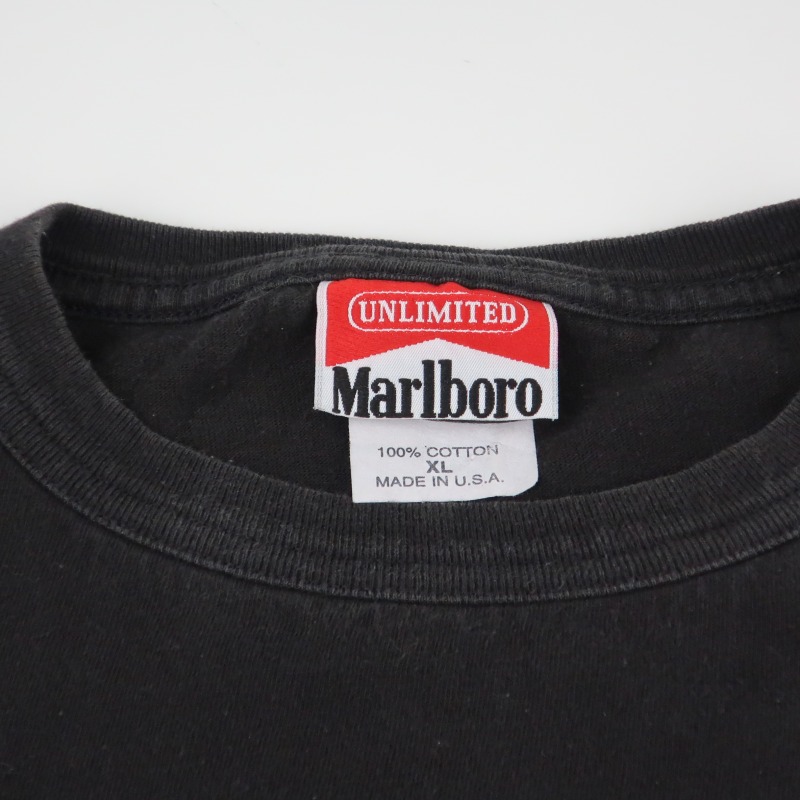 UNLIMITED
Marlboro
100% COTTON
XL
MADE IN U.S.A.